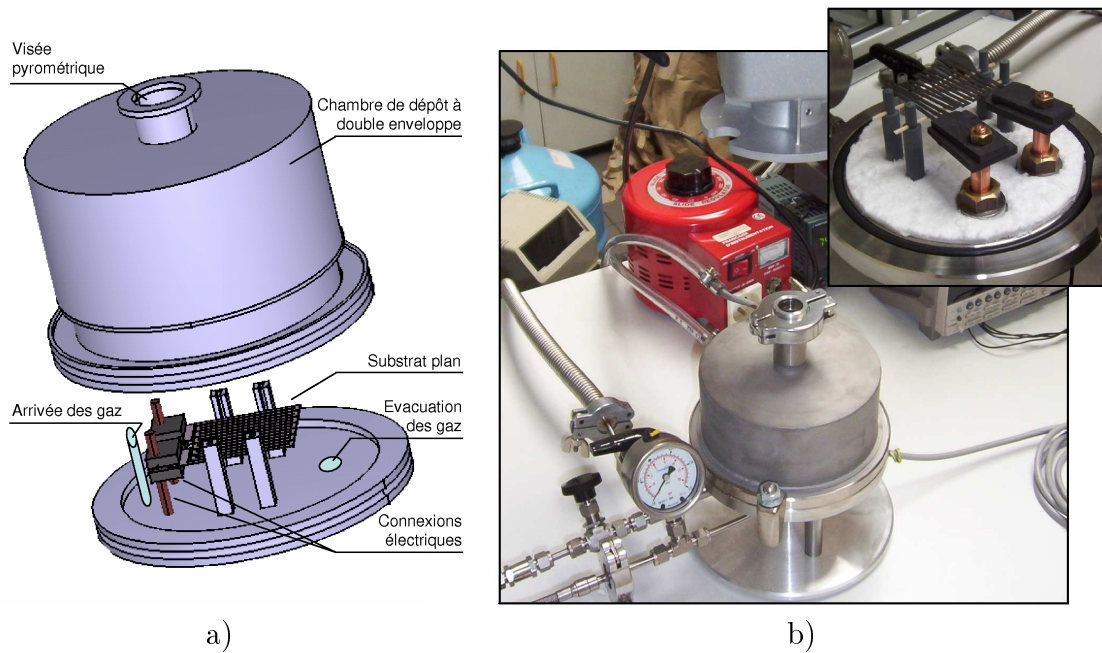 Visée
pyrométrique
Chambre de dépôt à
double enveloppe
Substrat plan
Arrivée des gaz
Evacuation
des gaz
Connexions
électriques
a)
b)